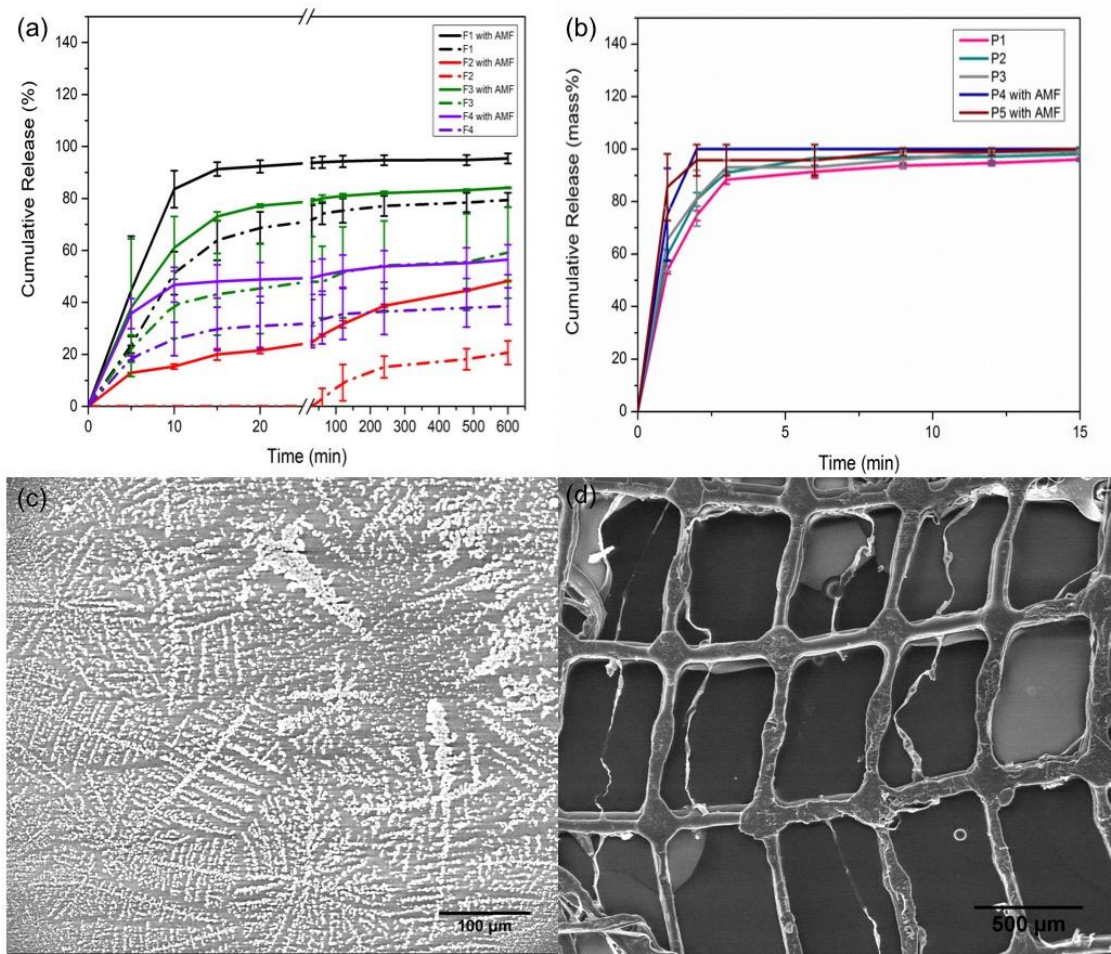 (a)
Cumulative Release (%)
140
120
100
80
60
40
20
0
F1 with AMF
F1
F2 with AMF
F2
F3 with AMF
F3
F4 with AMF
F4
0 10 20 100 200 300 400 500 600
Time (min)
(b)
Cumulative Release (mass%)
140
120
100
80
60
40
20
0
P1
P2
P3
P4 with AMF
P5 with AMF
0 5 10 15
Time (min)
(c)
100 µm
(d)
500 µm